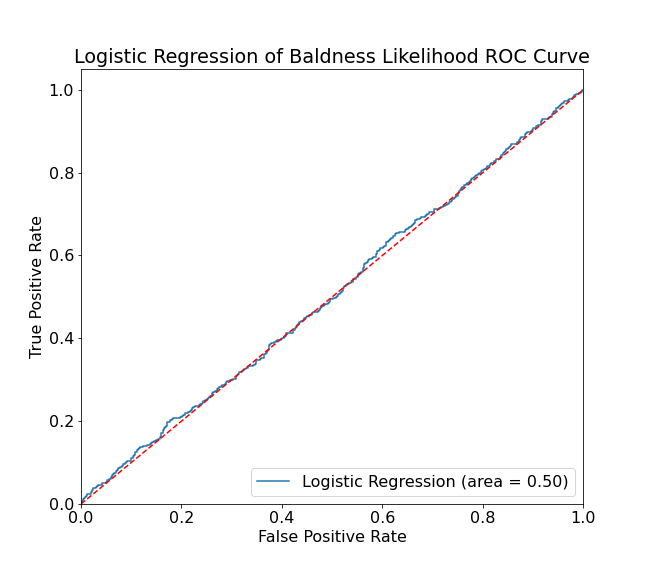 Logistic Regression of Baldness Likelihood ROC Curve
1.0
0.8
0.6
0.4
0.2
0.0
True Positive Rate
Logistic Regression (area = 0.50)
0.0 0.2 0.4 0.6 0.8 1.0
False Positive Rate